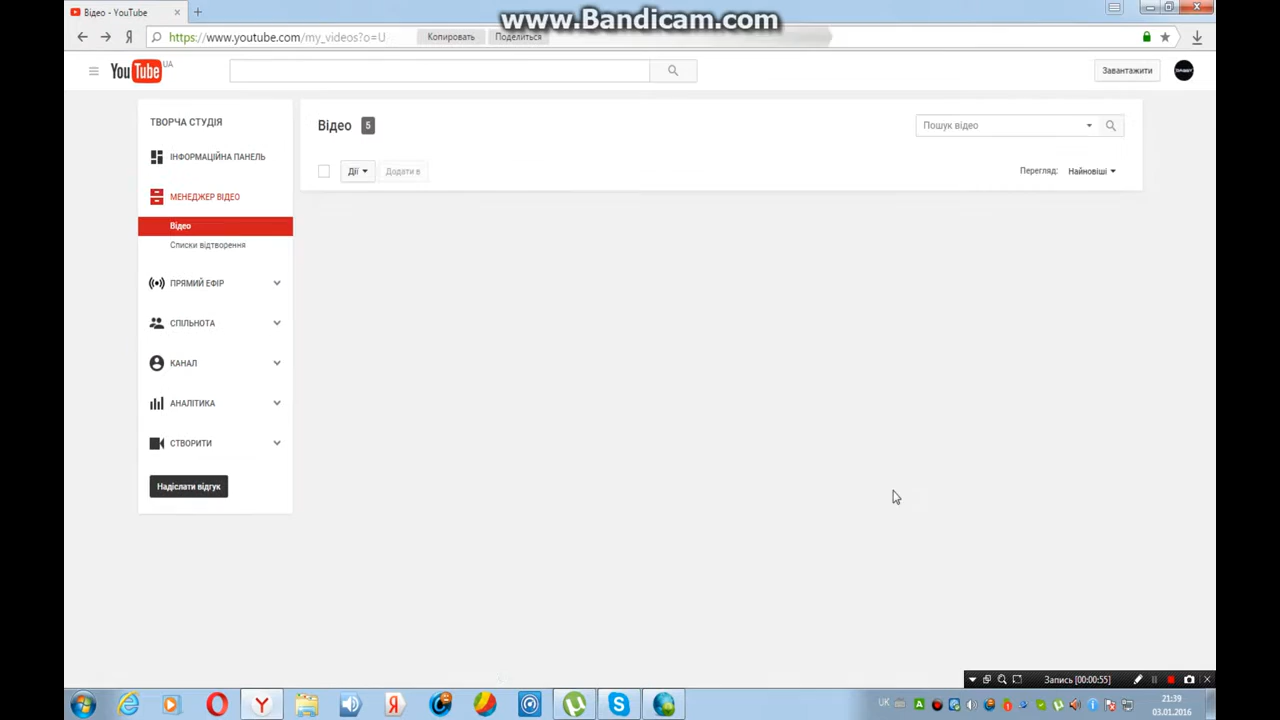 www.Bandicam.com
Відео - YouTube
https://www.youtube.com/my_videos?o=U
Копировать
Поделиться
YouTube UA
Завантажити
ТВОРЧА СТУДІЯ
ІНФОРМАЦІЙНА ПАНЕЛЬ
МЕНЕДЖЕР ВІДЕО
Відео
Списки відтворення
ПРЯМИЙ ЕФІР
СПІЛЬНОТА
КАНАЛ
АНАЛІТИКА
СТВОРИТИ
Надіслати відгук
Відео 5
Пошук відео
Дії
Додати в
Перегляд: Найновіші
Запись [00:00:55]
UK
21:39
03.01.2016